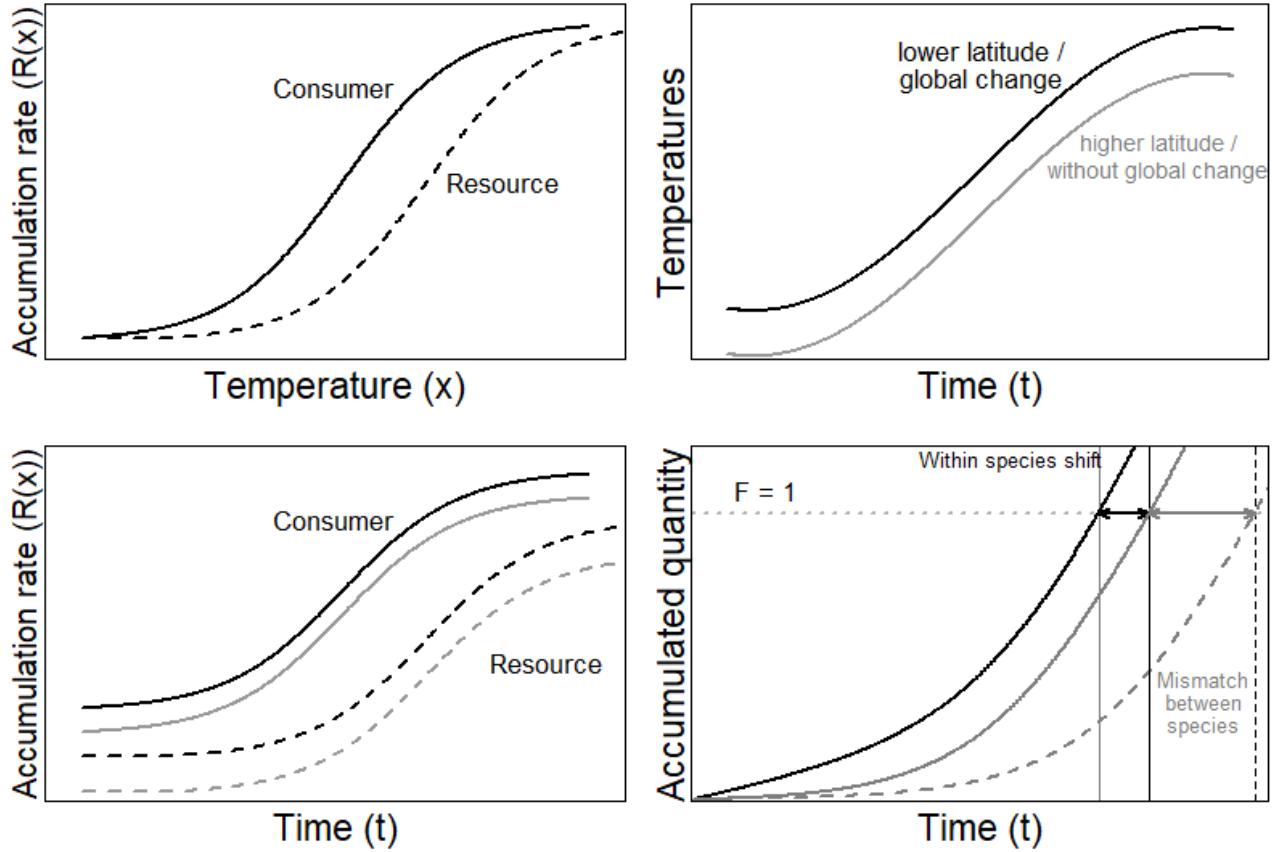 Accumulation rate (R(x))
Consumer
Resource
Temperature (x)
Temperatures
lower latitude /
global change
higher latitude /
without global change
Time (t)
Accumulation rate (R(x))
Consumer
Resource
Time (t)
Accumulated quantity
Within species shift
F = 1
Mismatch
between
species
Time (t)